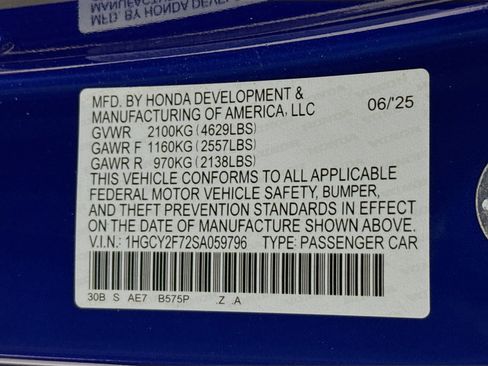 MFD. BY HONDA DEVELOPMENT &
MANUFACTURING OF AMERICA, LLC
06/'25
GVWR 2100KG (4629LBS)
GAWR F 1160KG (2557LBS)
GAWR R 970KG (2138LBS)
THIS VEHICLE CONFORMS TO ALL APPLICABLE
FEDERAL MOTOR VEHICLE SAFETY, BUMPER,
AND THEFT PREVENTION STANDARDS IN EFFECT
ON THE DATE OF MANUFACTURE SHOWN ABOVE.
V.I.N.: 1HGCY2F72SA059796 TYPE: PASSENGER CAR
30B S AE7 B575P .Z .A